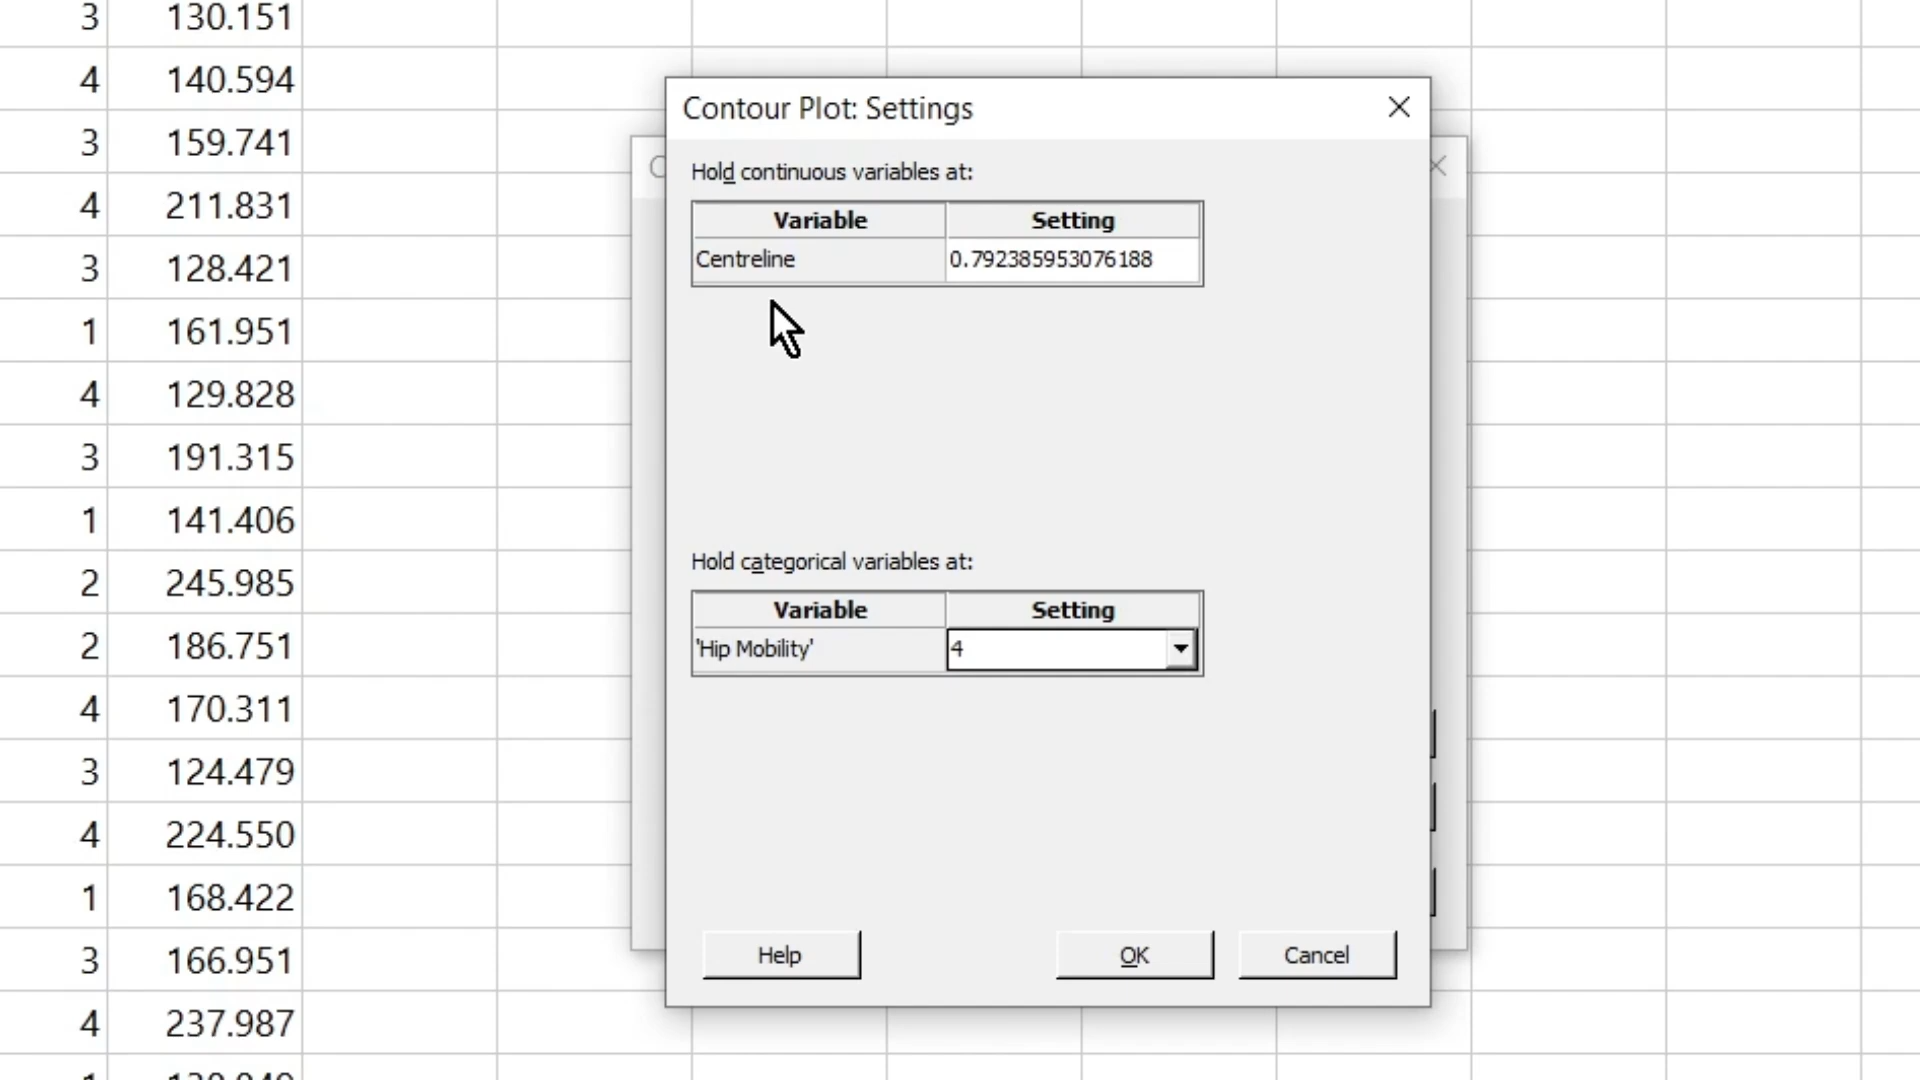 3 130.151
4 140.594
3 159.741
4 211.831
3 128.421
1 161.951
4 129.828
3 191.315
1 141.406
2 245.985
2 186.751
4 170.311
3 124.479
4 224.550
1 168.422
3 166.951
4 237.987
Contour Plot: Settings
Hold continuous variables at:
Variable Setting
Centreline 0.792385953076188
Hold categorical variables at:
Variable Setting
'Hip Mobility' 4
Help OK Cancel